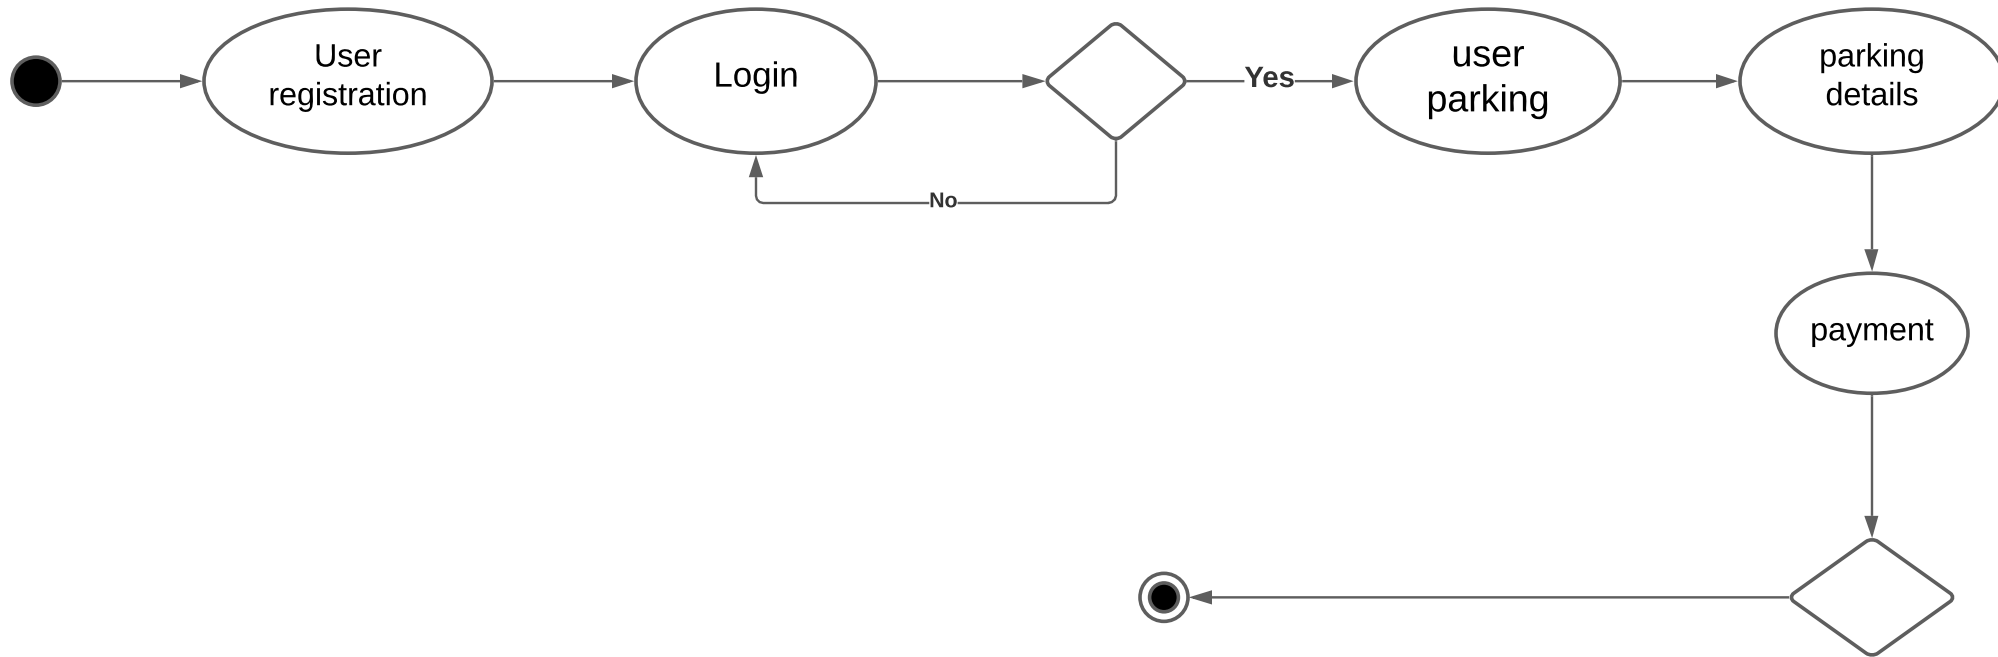 User
registration
Login
Yes
user
parking
parking
details
No
payment